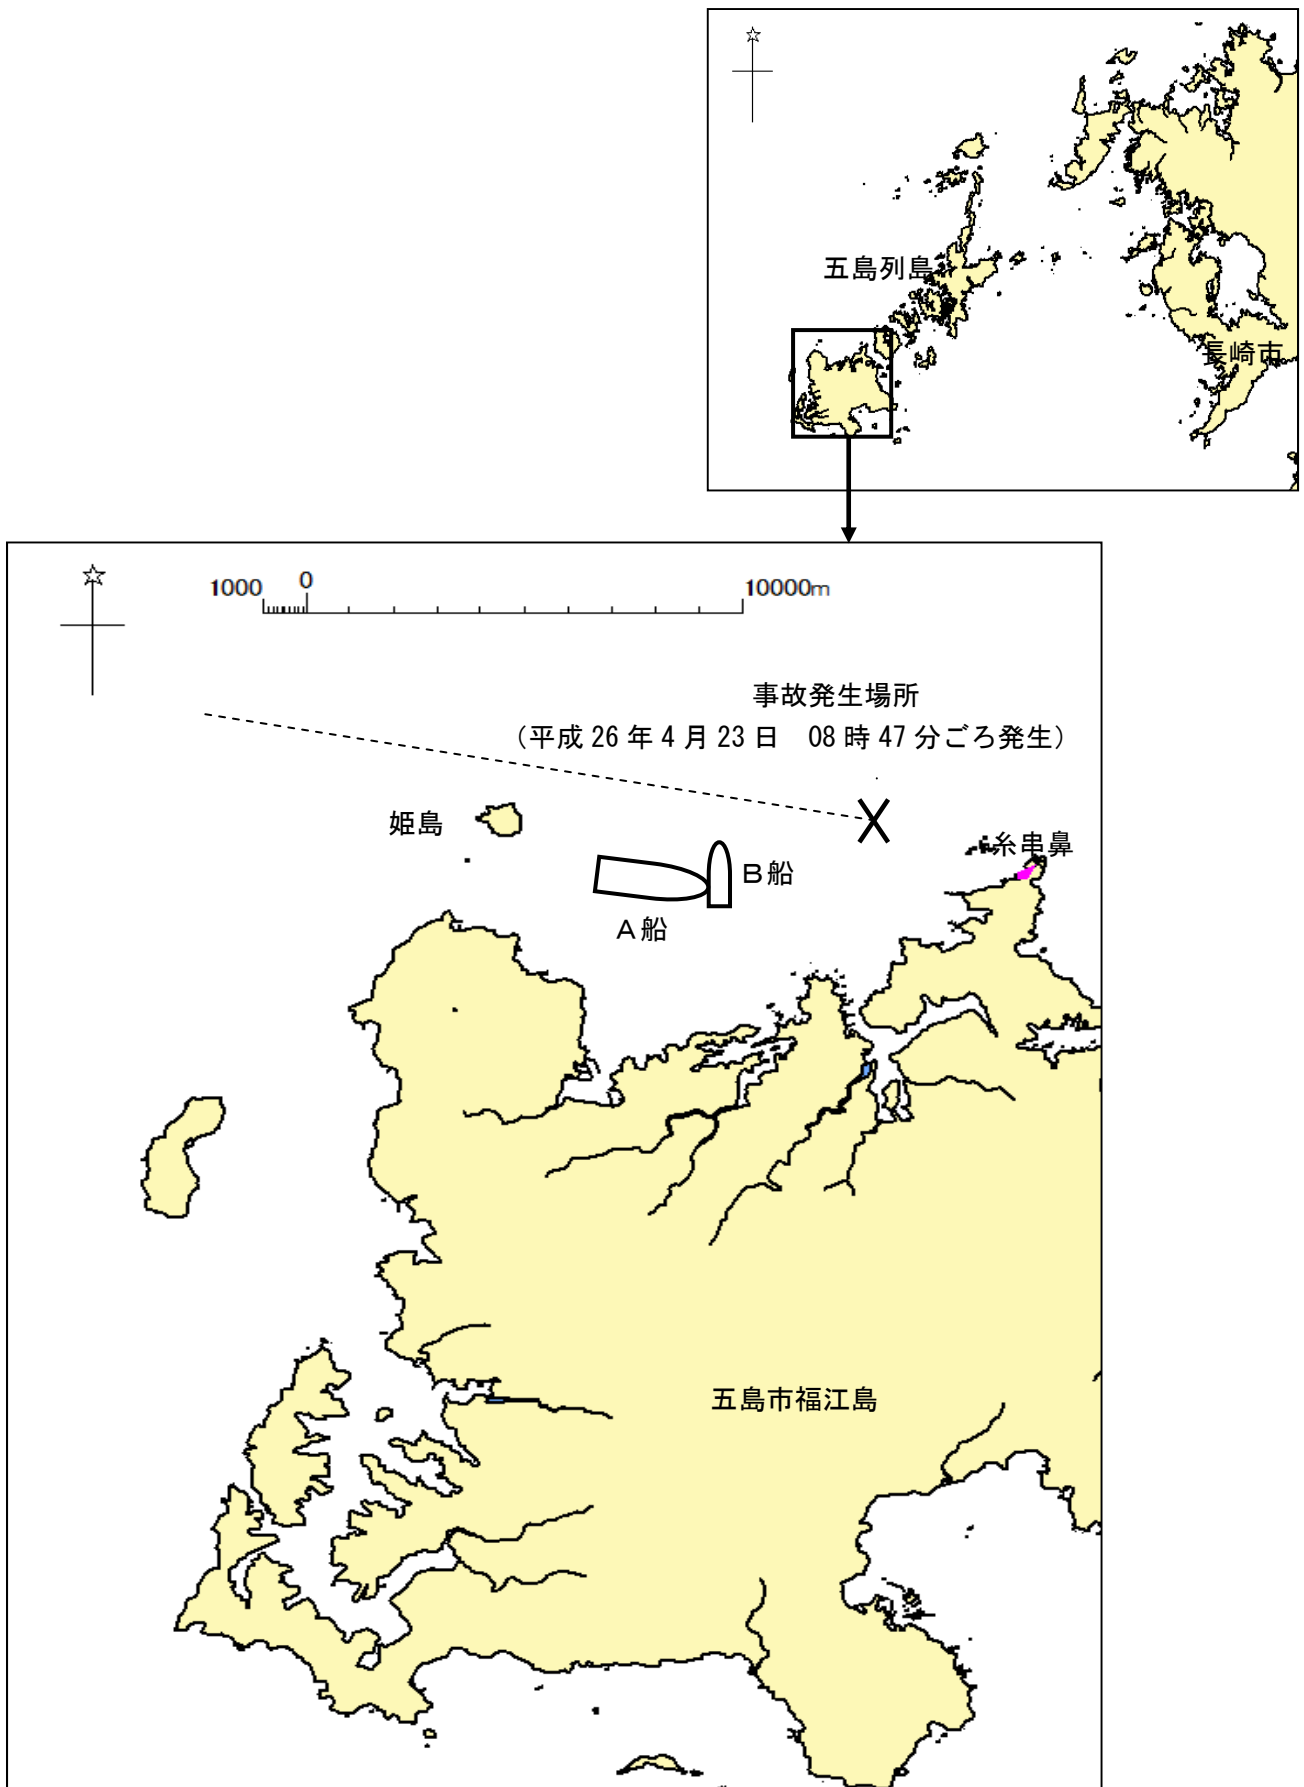 五島列島
長崎市
1000 0 10000m
事故発生場所
（平成 26 年 4 月 23 日　08 時 47 分ごろ発生）
姫島
糸串鼻
Ｂ船
Ａ船
五島市福江島